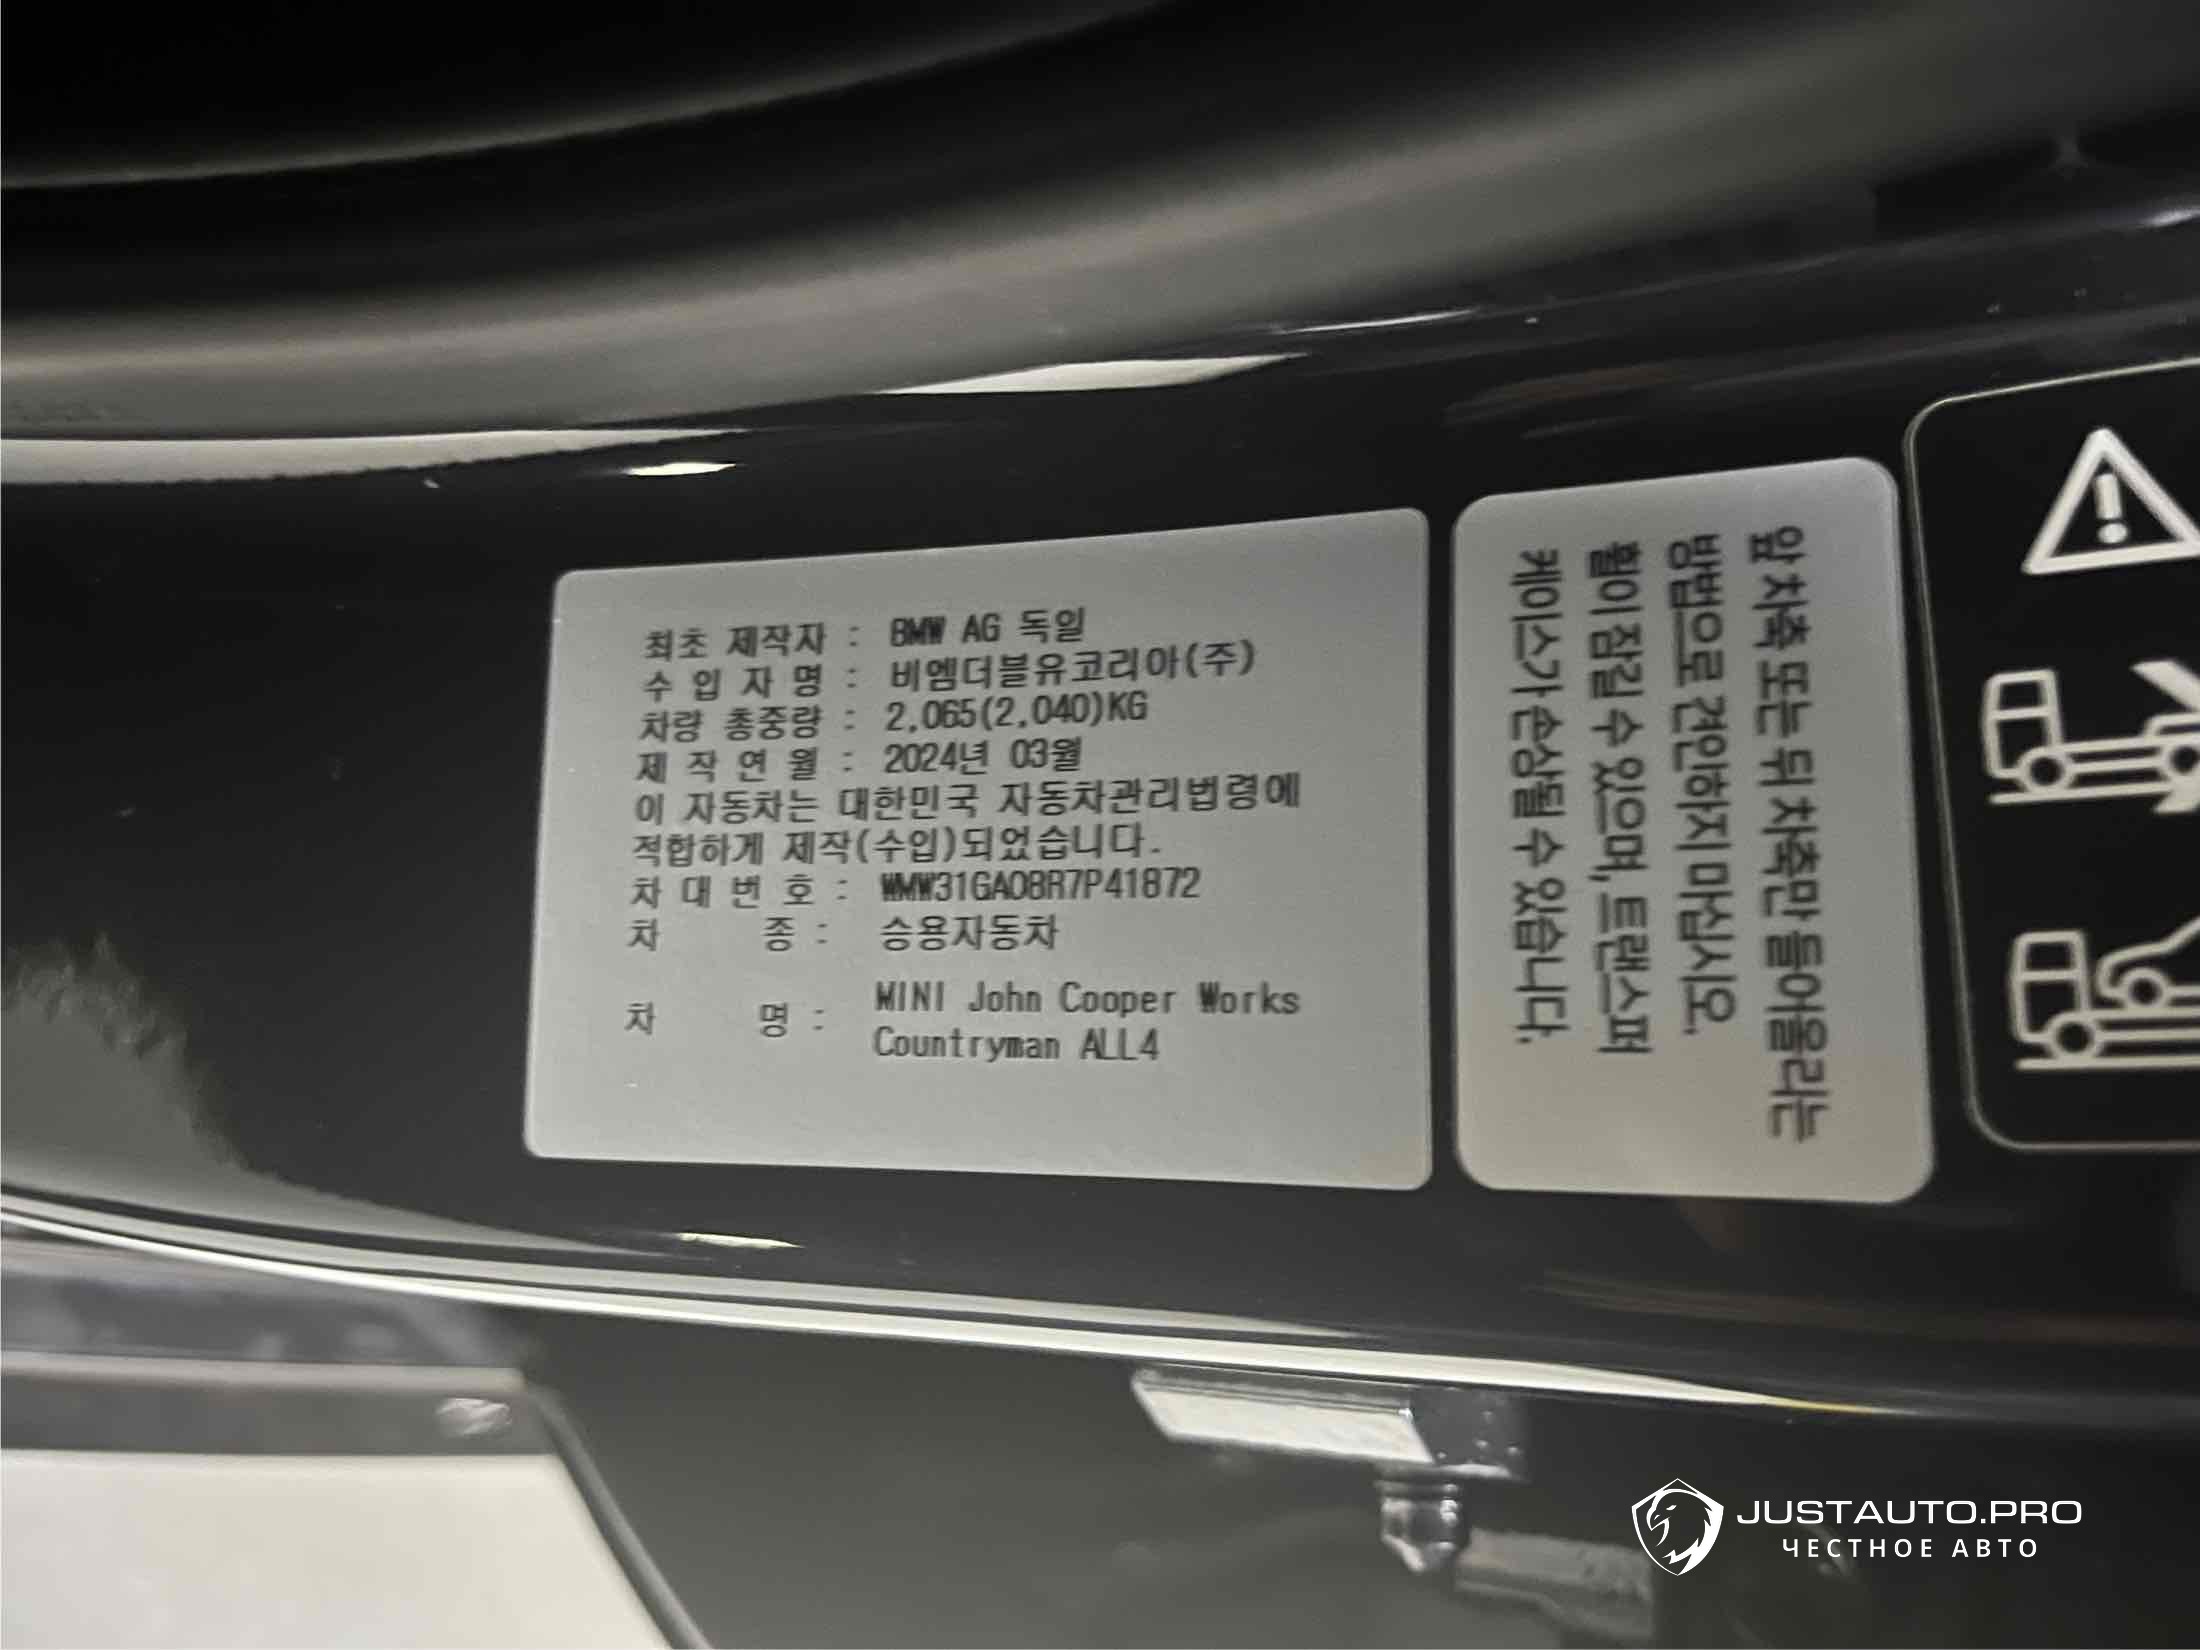 최초 제작자 : BMW AG 독일
수 입 자 명 : 비엠더블유코리아(주)
차량 총중량 : 2,065(2,040)KG
제 작 연 월 : 2024년 03월
이 자동차는 대한민국 자동차관리법령에
적합하게 제작(수입)되었습니다.
차 대 번 호 : WMW31GA08R7P41872
차 종 : 승용자동차
차 명 : MINI John Cooper Works
Countryman ALL4
앞 차축 또는 뒤 차축만 들어올리는
방법으로 견인하지 마십시오.
휠이 잠길 수 있으며, 트랜스퍼
케이스가 손상될 수 있습니다.
JUSTAUTO.PRO
ЧЕСТНОЕ АВТО